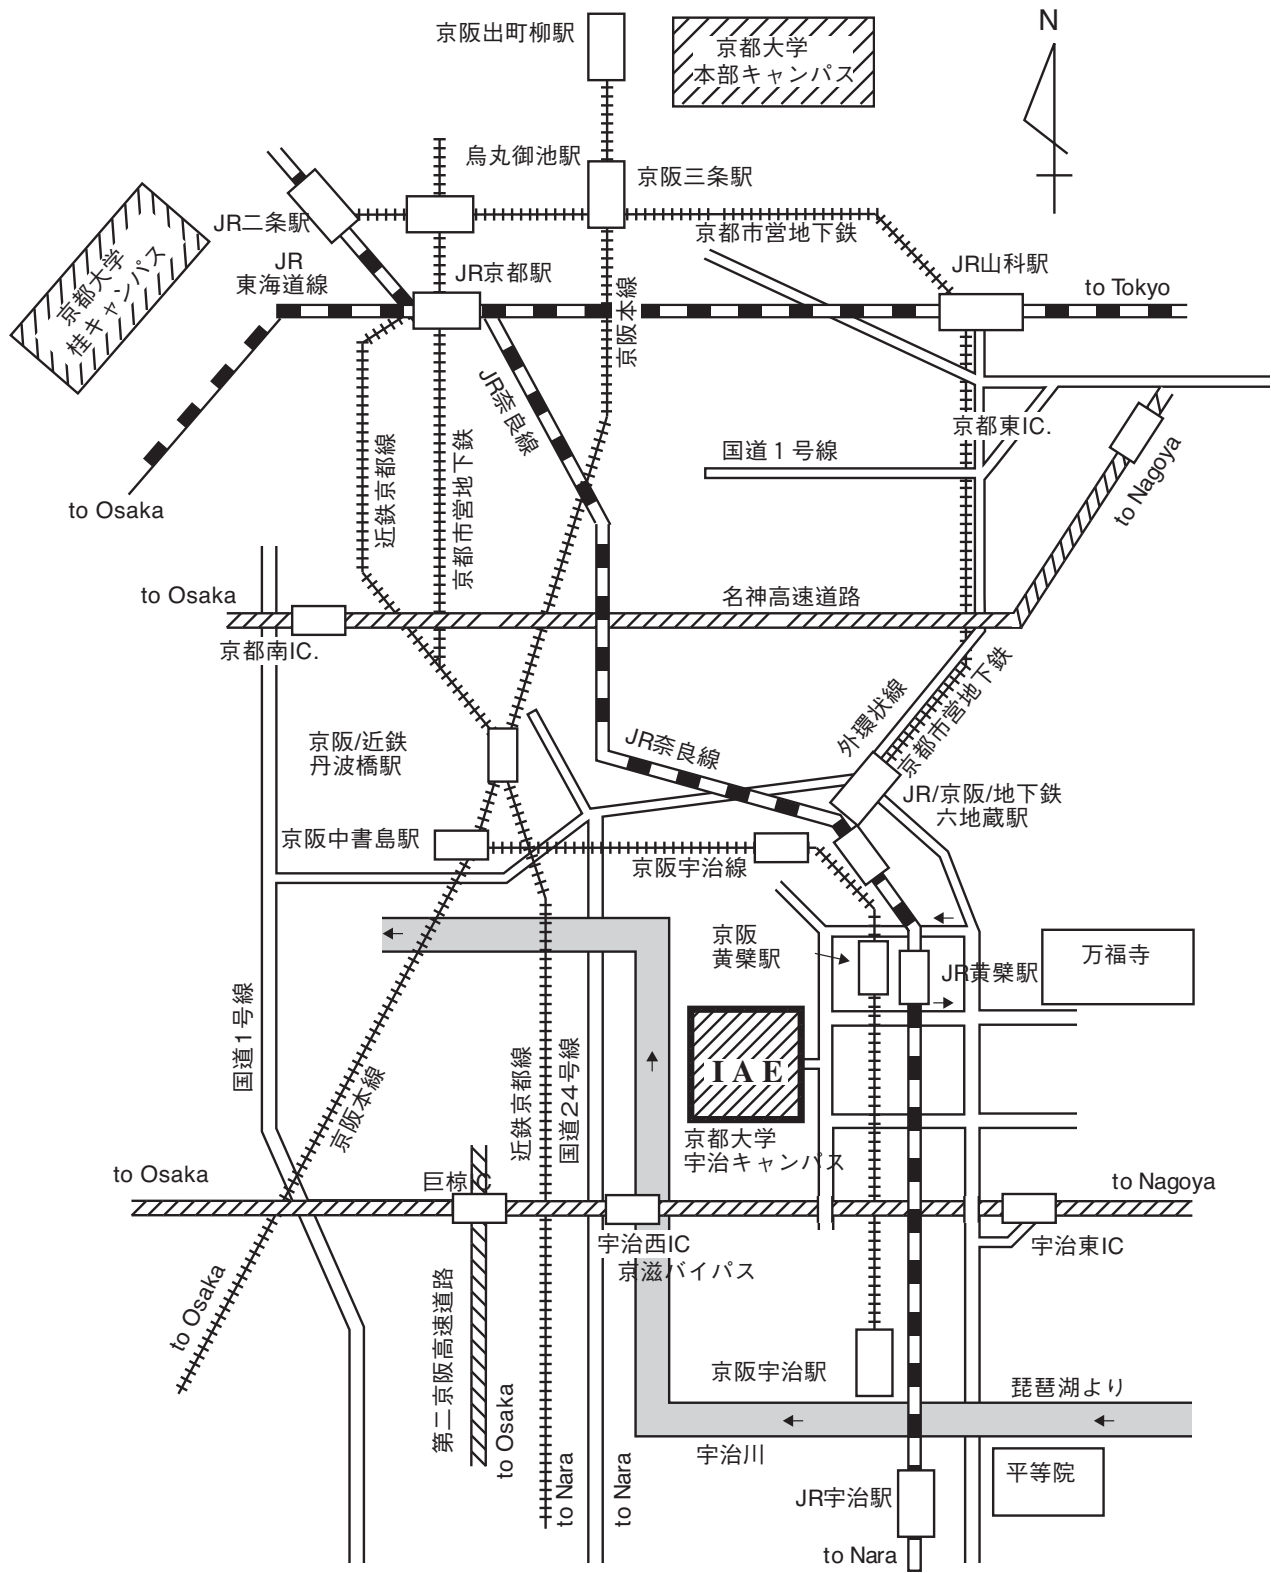 京阪出町柳駅
京都大学
本部キャンパス
N
烏丸御池駅
京阪三条駅
JR二条駅
京都市営地下鉄
京都大学
桂キャンパス
JR
東海道線
JR京都駅
京阪本線
JR山科駅
to Tokyo
JR奈良線
京都東IC.
近鉄京都線
京都市営地下鉄
国道1号線
to Nagoya
to Osaka
to Osaka
名神高速道路
京都南IC.
外環状線
京都市営地下鉄
京阪/近鉄
丹波橋駅
JR奈良線
JR/京阪/地下鉄
六地蔵駅
京阪中書島駅
京阪宇治線
京阪
黄檗駅
JR黄檗駅
万福寺
国道1号線
京阪本線
近鉄京都線
国道24号線
IAE
京都大学
宇治キャンパス
to Osaka
巨椋IC
to Nagoya
宇治西IC
京滋バイパス
宇治東IC
to Osaka
第二京阪高速道路
to Osaka
京阪宇治駅
琵琶湖より
宇治川
平等院
to Nara
to Nara
JR宇治駅
to Nara